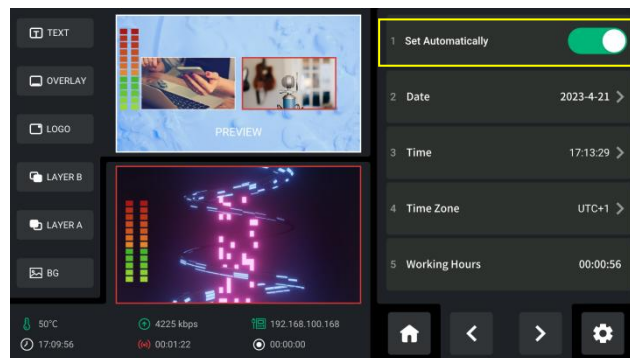 TEXT
OVERLAY
LOGO
LAYER B
LAYER A
BG
PREVIEW
50°C
4225 kbps
192.168.100.168
17:09:56
00:01:22
00:00:00
1 Set Automatically
2 Date 2023-4-21
3 Time 17:13:29
4 Time Zone UTC+1
5 Working Hours 00:00:56